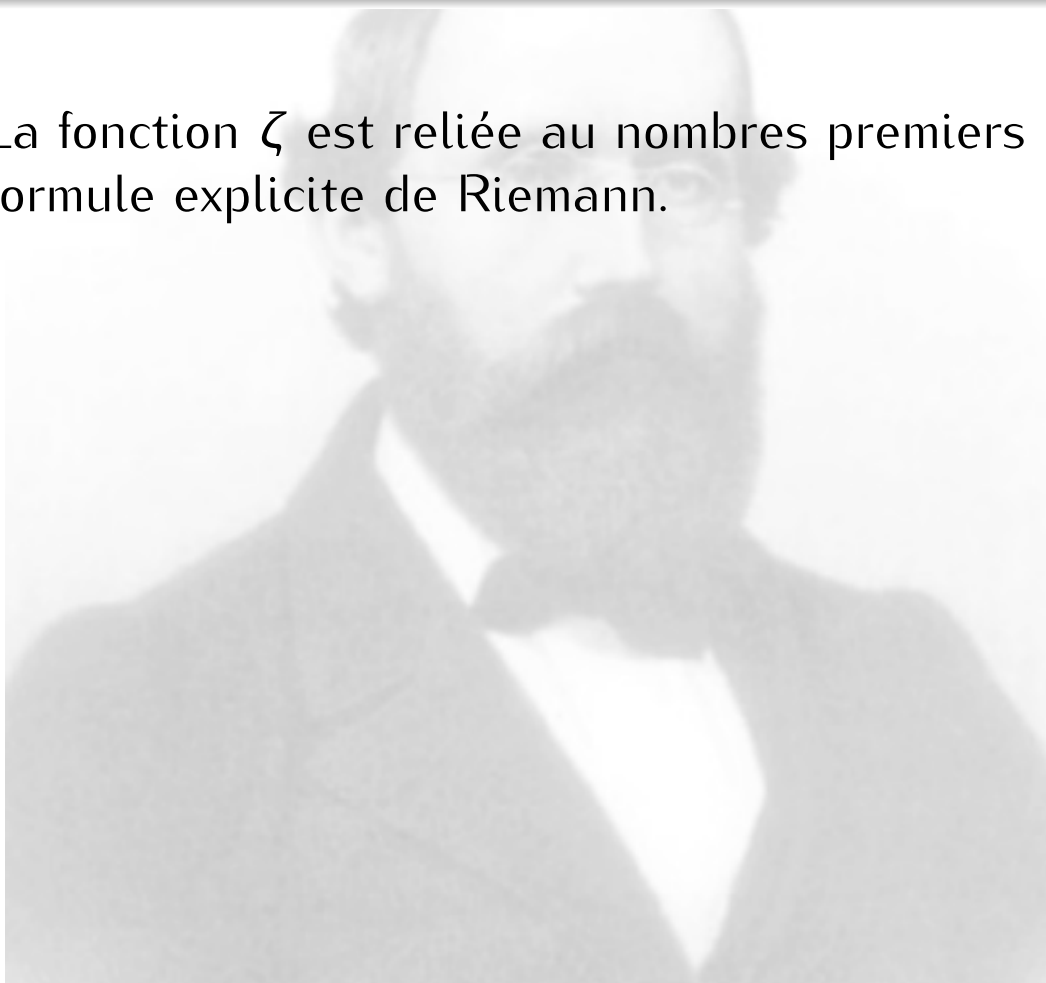 La fonction ζ est reliée au nombres premiers
ormule explicite de Riemann.